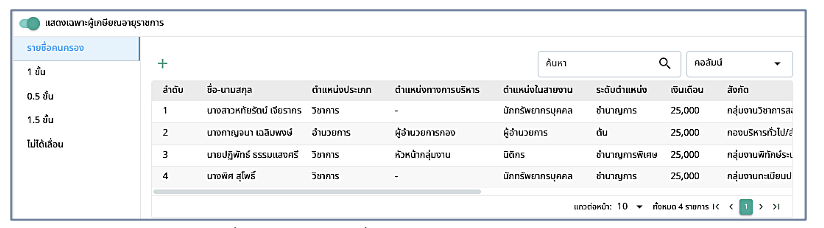 แสดงเฉพาะผู้เกษียณอายุราชการ
รายชื่อคนครอง
1 ขั้น
0.5 ขั้น
1.5 ขั้น
ไม่ได้เลื่อน
+ ค้นหา คอลัมน์
ลำดับ ชื่อ-นามสกุล ตำแหน่งประเภท ตำแหน่งทางการบริหาร ตำแหน่งในสายงาน ระดับตำแหน่ง เงินเดือน สังกัด
1 นางสาวหทัยรัตน์ เจียรากร วิชาการ - นักทรัพยากรบุคคล ชำนาญการ 25,000 กลุ่มงานวิชาการสอ
2 นางกาญจนา เฉลิมพงษ์ อำนวยการ ผู้อำนวยการกอง ผู้อำนวยการ ต้น 25,000 กองบริหารทั่วไป/ส
3 นายปฏิพัทธ์ ธรรมแสงศรี วิชาการ หัวหน้ากลุ่มงาน นิติกร ชำนาญการพิเศษ 25,000 กลุ่มงานพิทักษ์ระบ
4 นางพิศ สุโพธิ์ วิชาการ - นักทรัพยากรบุคคล ชำนาญการ 25,000 กลุ่มงานทะเบียนป
แถวต่อหน้า: 10 ทั้งหมด 4 รายการ 1